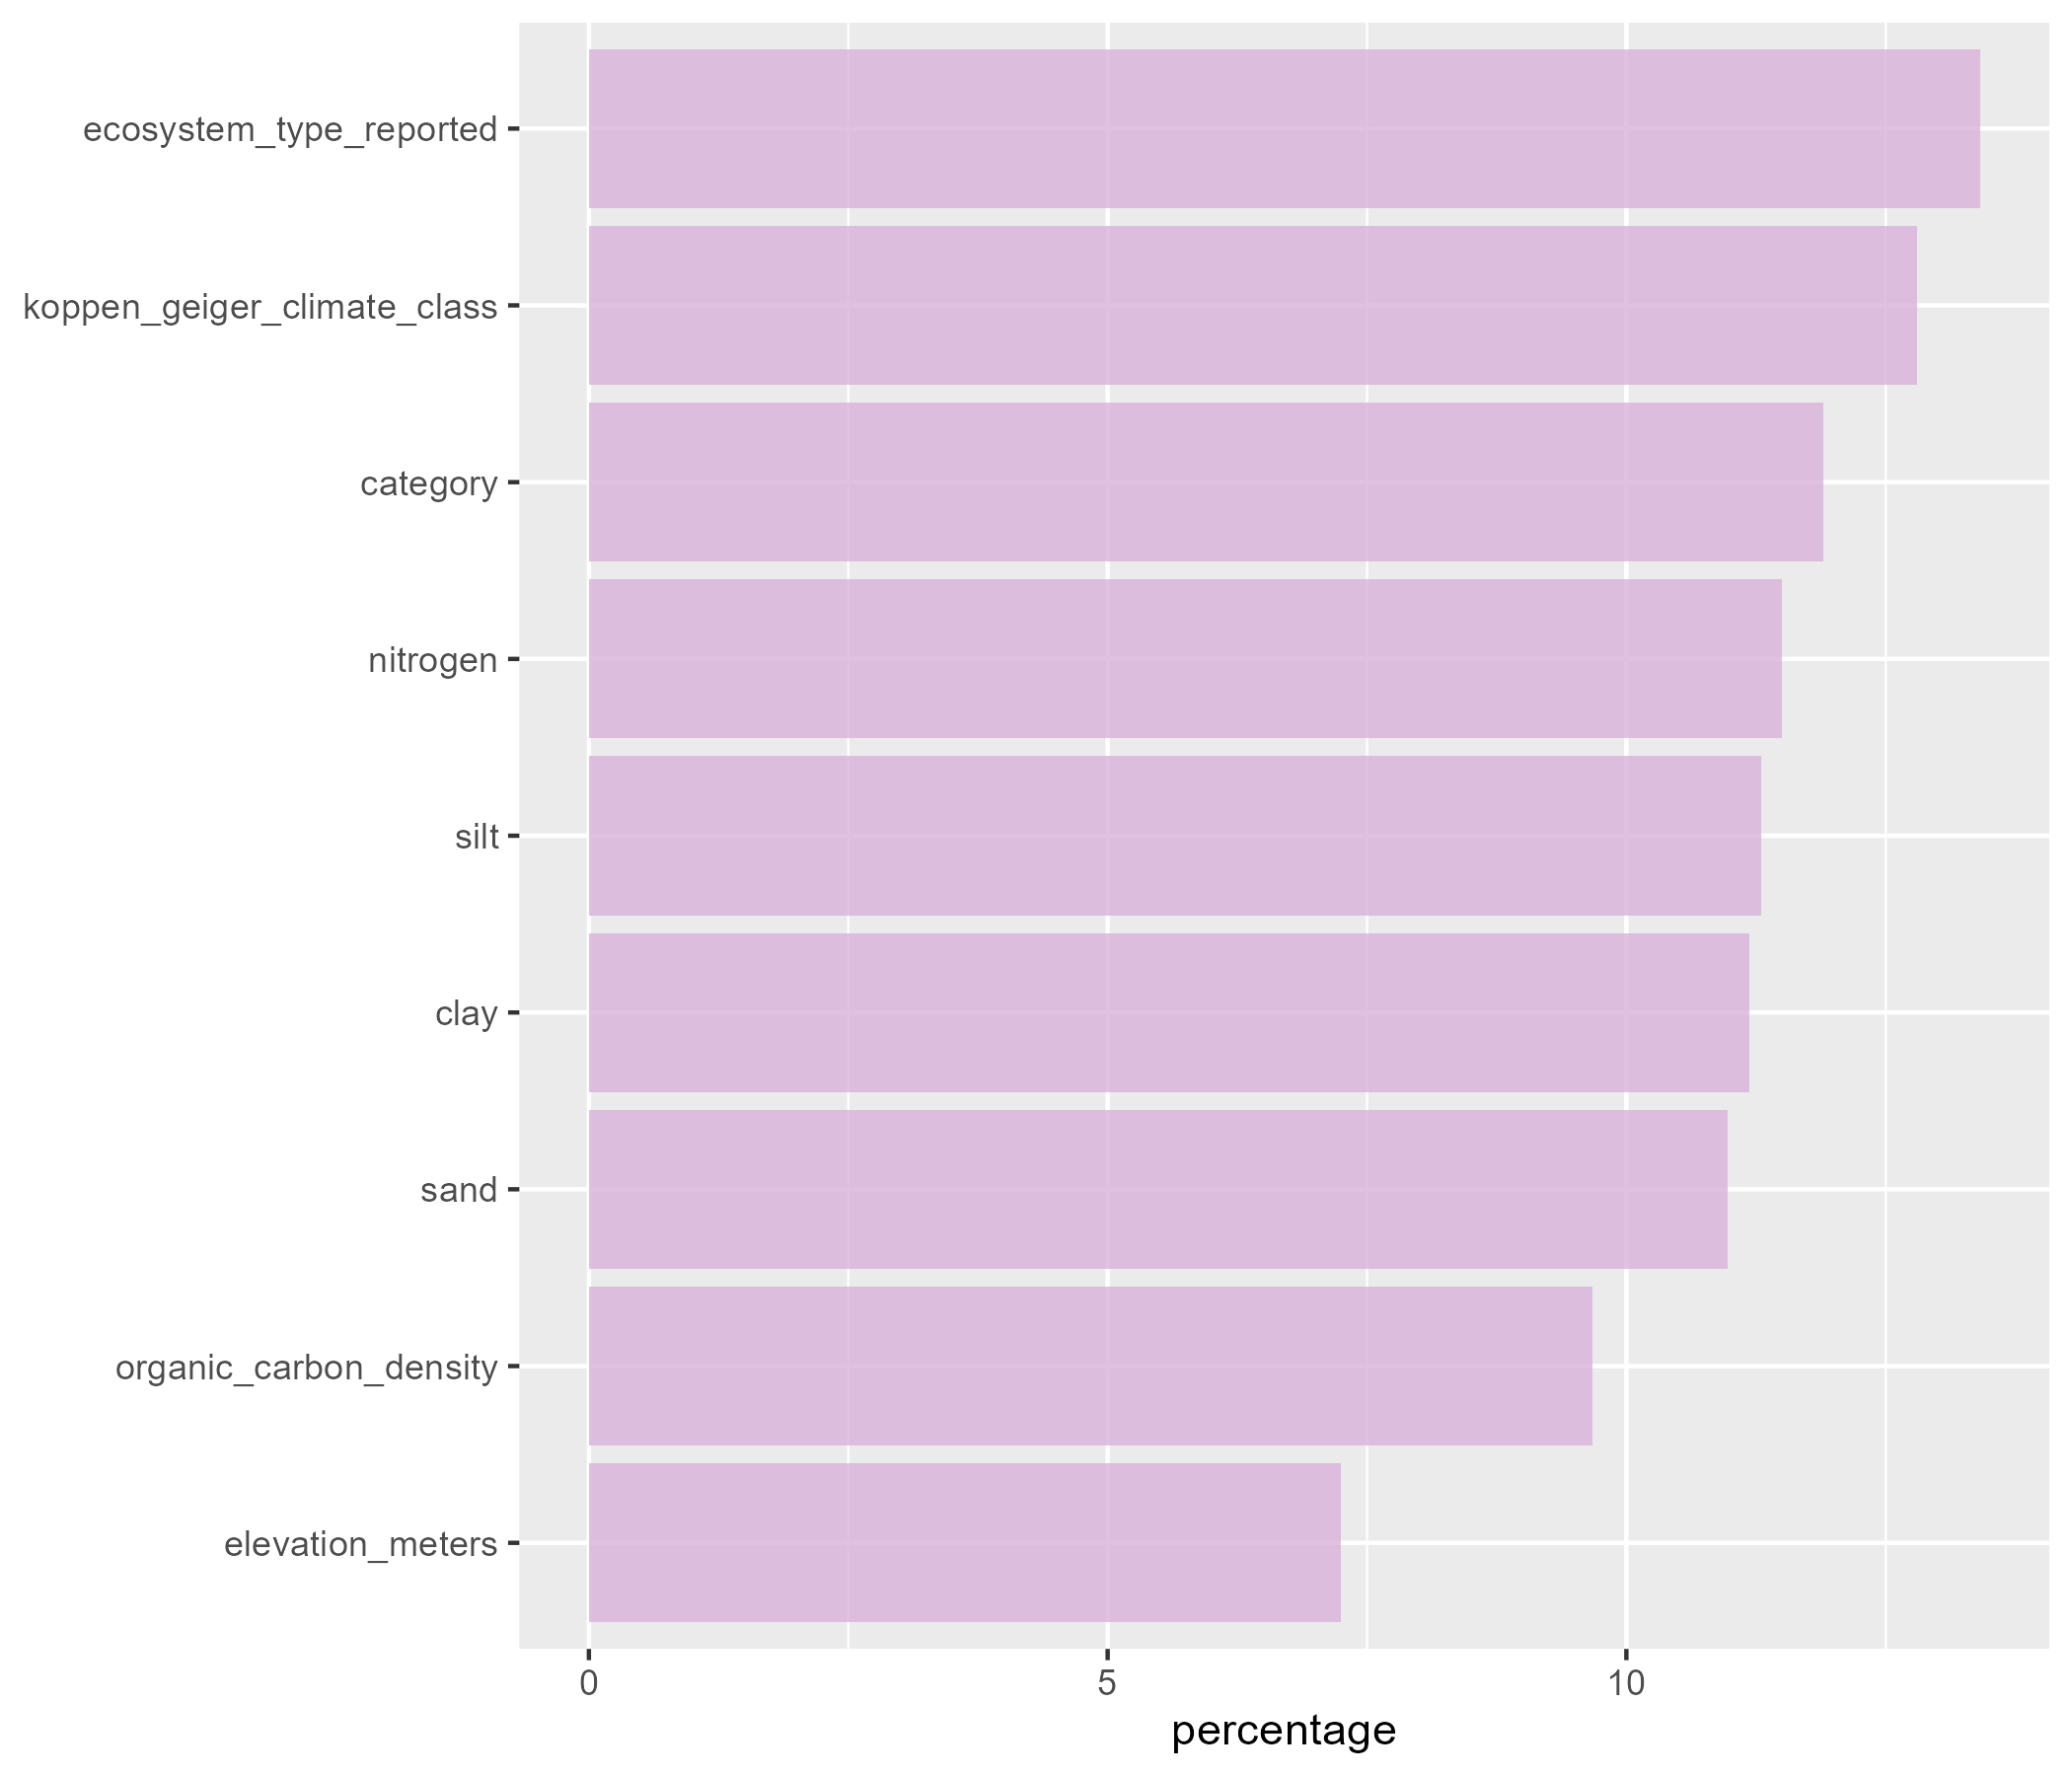 ecosystem_type_reported
koppen_geiger_climate_class
category
nitrogen
silt
clay
sand
organic_carbon_density
elevation_meters
0 5 10
percentage